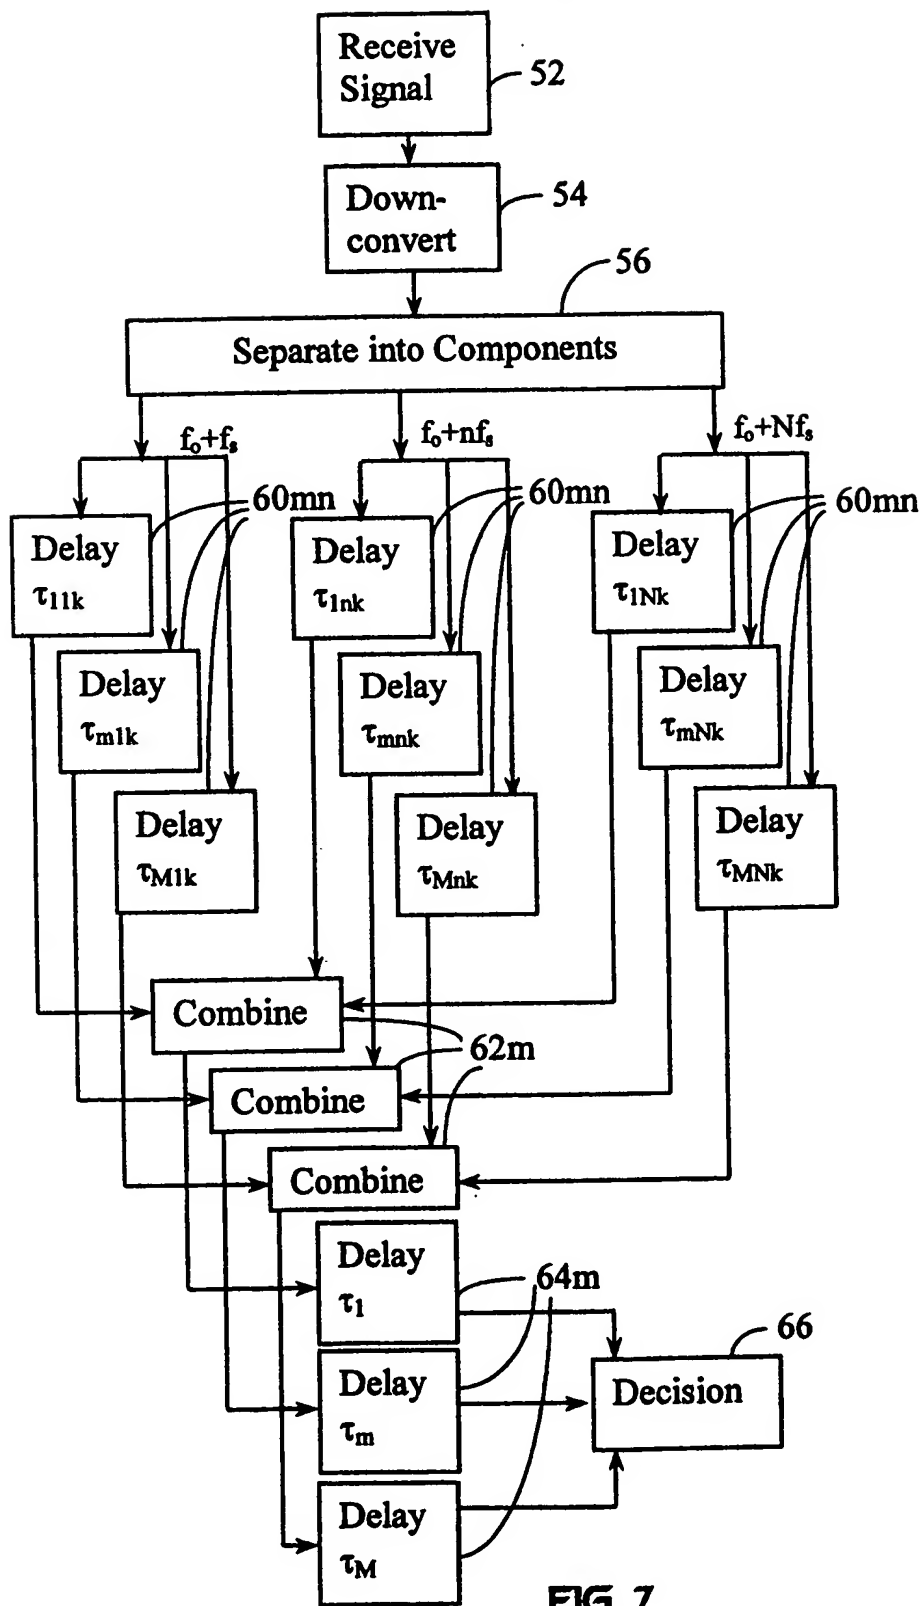 Receive
Signal
52
Down-
convert
54
56
Separate into Components
f₀+fₛ
f₀+nfₛ
f₀+Nfₛ
60mn
60mn
60mn
Delay
τ₁₁ₖ
Delay
τ₁ₙₖ
Delay
τ1Nk
Delay
τm1k
Delay
τmnk
Delay
τmNk
Delay
τM1k
Delay
τMnk
Delay
τMNk
Combine
62m
Combine
Combine
Delay
τ₁
64m
66
Delay
τm
Decision
Delay
τM
FIG. 7